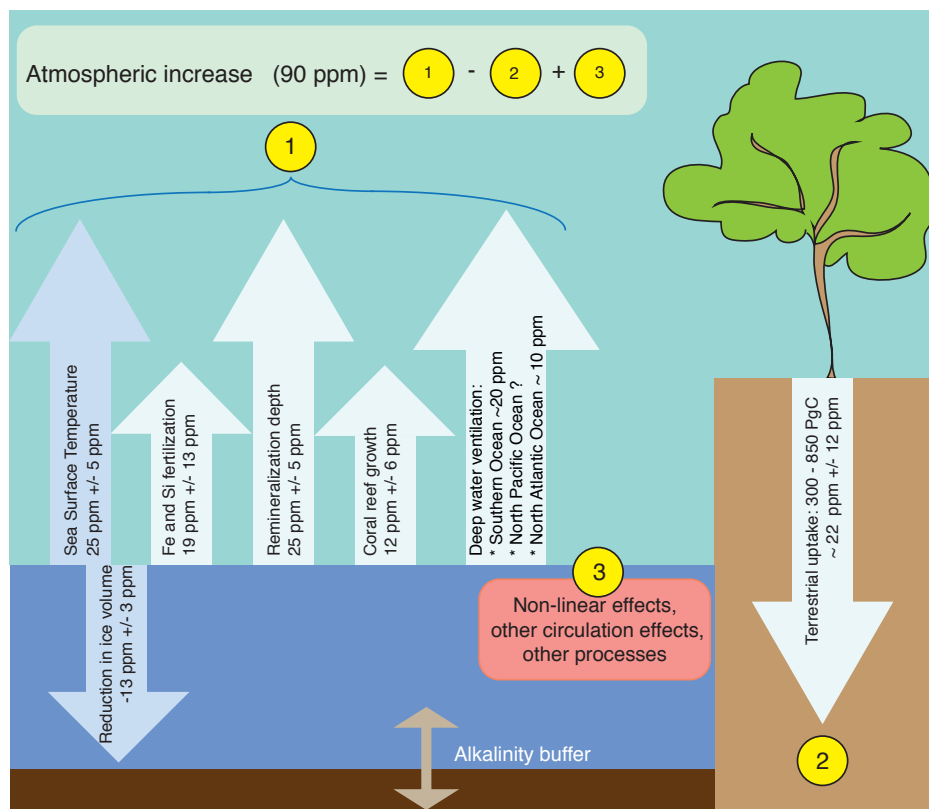 Atmospheric increase (90 ppm) = 1 - 2 + 3
1
Sea Surface Temperature
25 ppm +/- 5 ppm
Fe and Si fertilization
19 ppm +/- 13 ppm
Remineralization depth
25 ppm +/- 5 ppm
Coral reef growth
12 ppm +/- 6 ppm
Deep water ventilation:
* Southern Ocean ~20 ppm
* North Pacific Ocean ?
* North Atlantic Ocean ~ 10 ppm
Terrestrial uptake: 300 - 850 PgC
~ 22 ppm +/- 12 ppm
Reduction in ice volume
-13 ppm +/- 3 ppm
3
Non-linear effects,
other circulation effects,
other processes
Alkalinity buffer
2